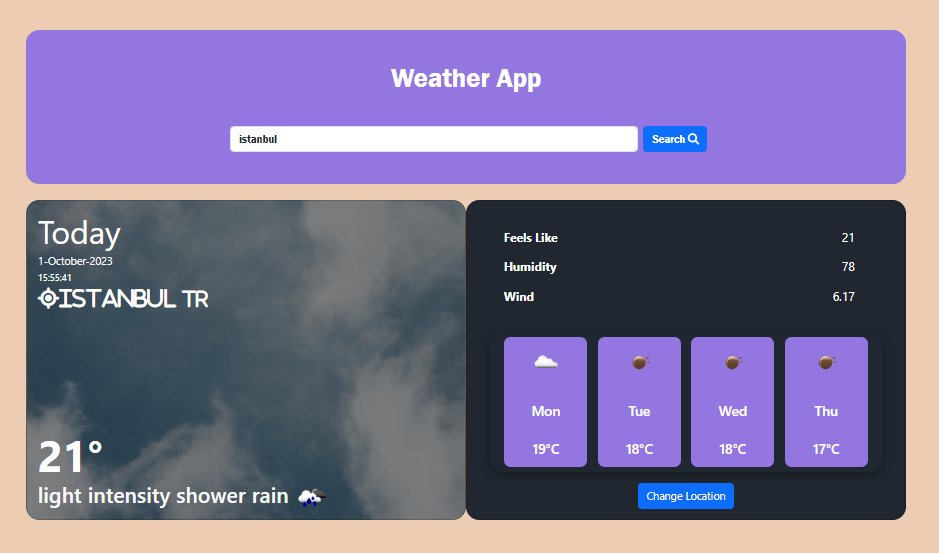 Weather App
istanbul
Search
Today
1-October-2023
15:55:41
ISTANBUL TR
21°
light intensity shower rain
Feels Like 21
Humidity 78
Wind 6.17
Mon Tue Wed Thu
19°C 18°C 18°C 17°C
Change Location